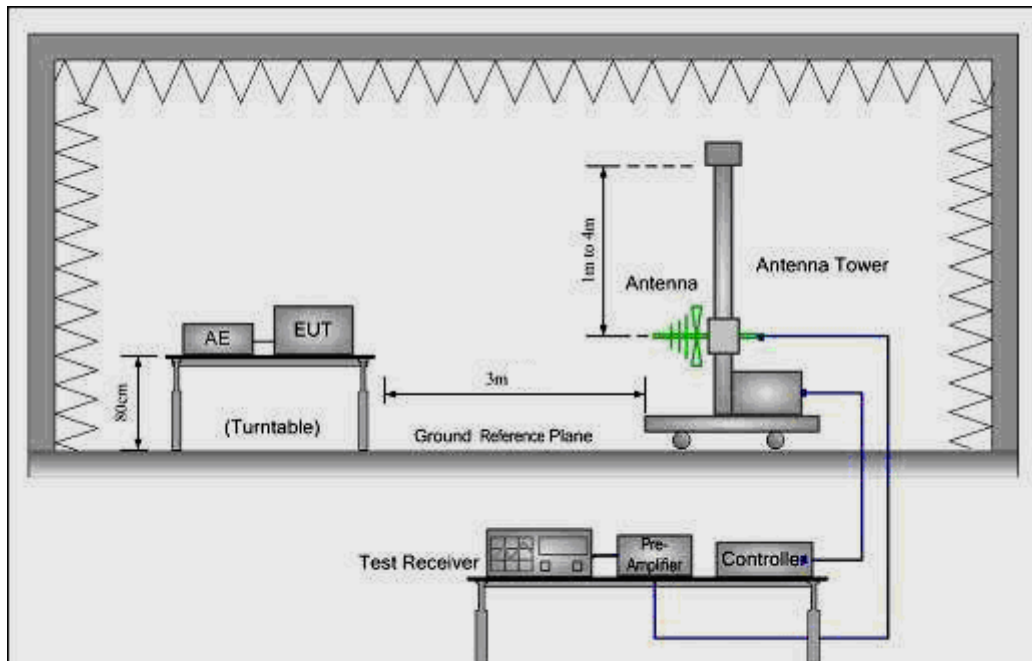 1m to 4m
Antenna
Antenna Tower
AE
EUT
80cm
(Turntable)
3m
Ground Reference Plane
Test Receiver
Pre-
Amplifier
Controller